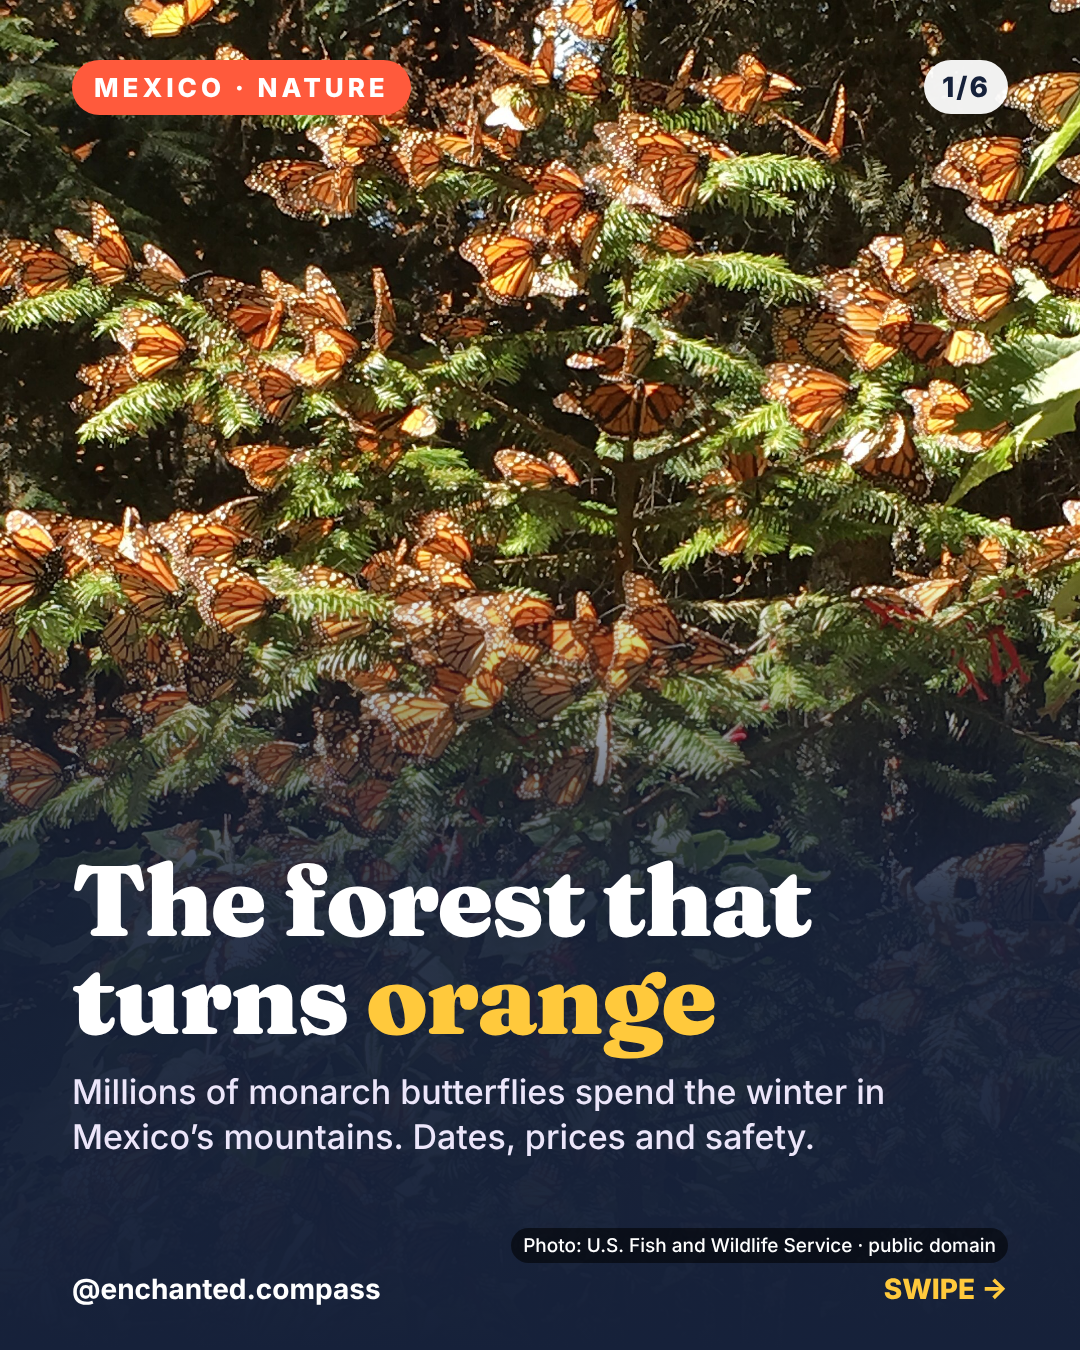 MEXICO · NATURE
1/6
The forest that
turns orange
Millions of monarch butterflies spend the winter in
Mexico’s mountains. Dates, prices and safety.
Photo: U.S. Fish and Wildlife Service · public domain
@enchanted.compass
SWIPE →